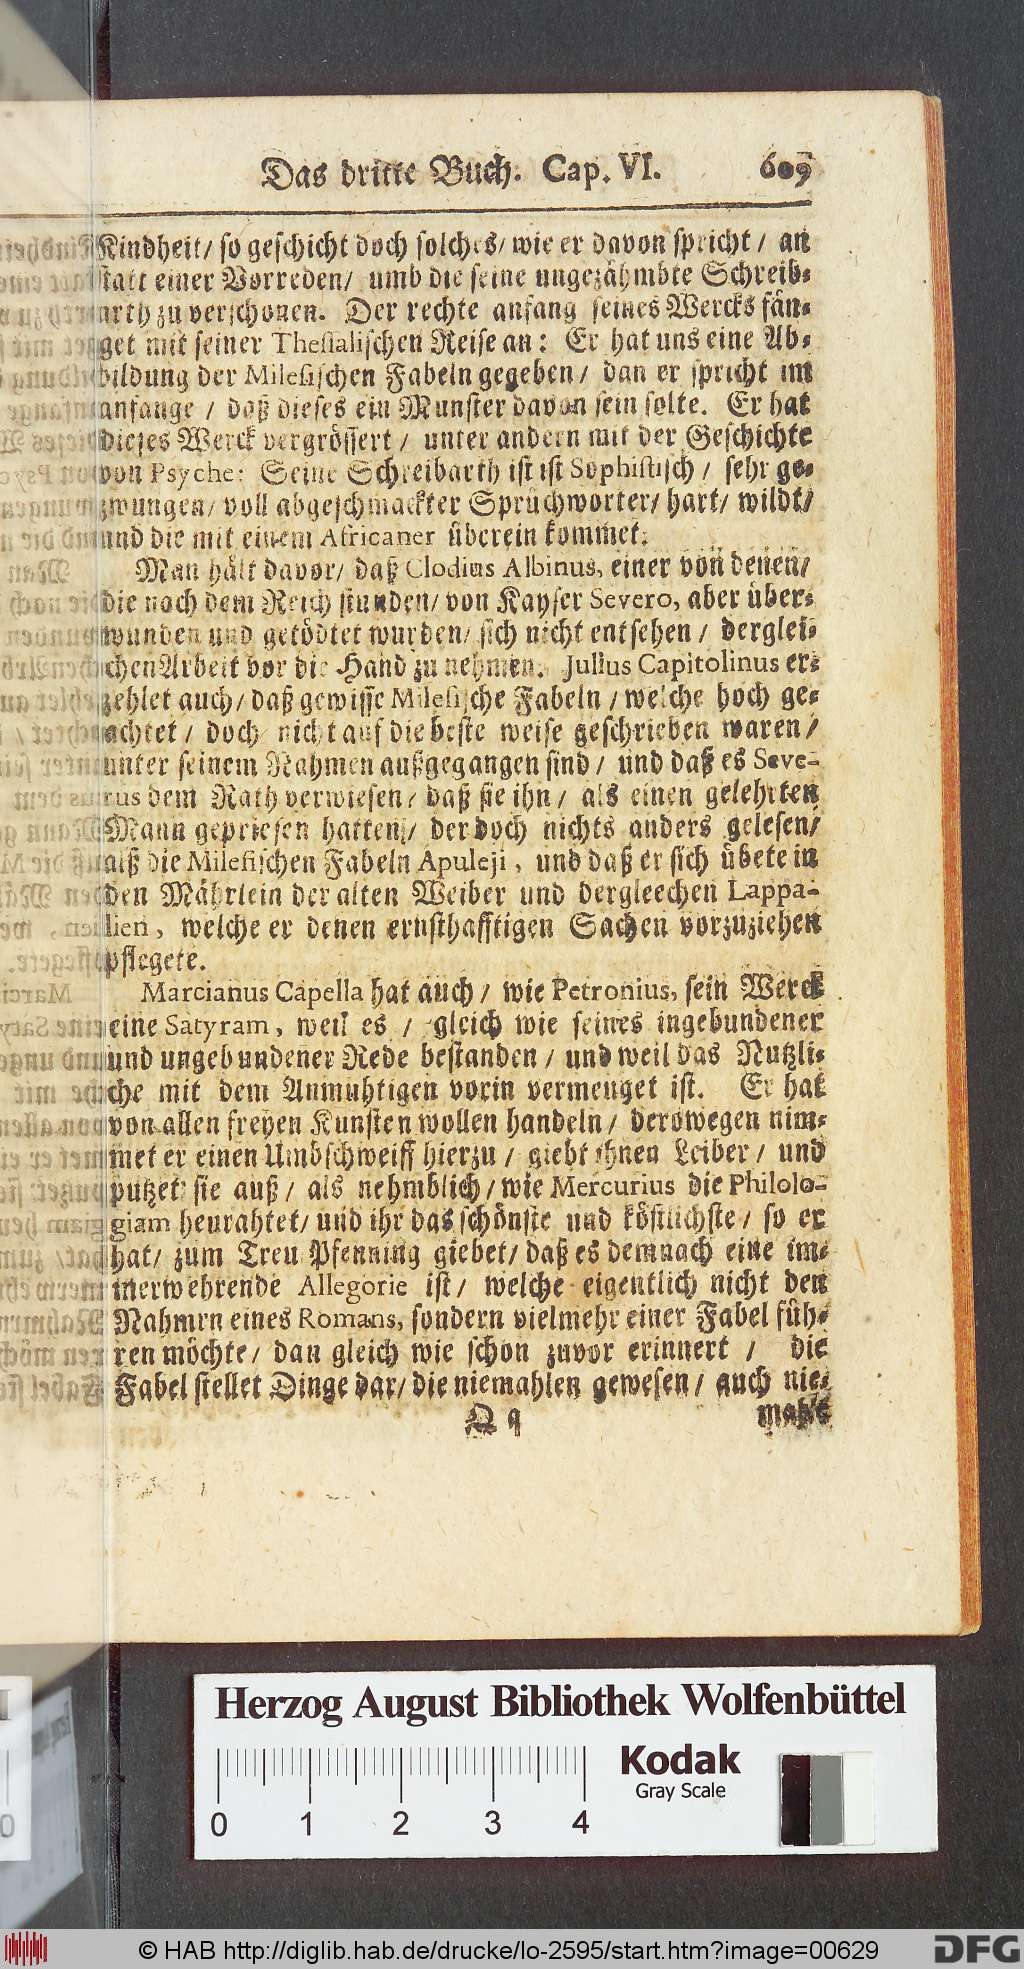 Das dritte Buch. Cap. VI. 609
Kindheit/ so geschicht doch solches/ wie er davon spricht / an
statt einer Vorreden/ umb die seine ungezähmbte Schreib-
arth zu verschonen. Der rechte anfang seines Wercks fän-
get mit seiner Thessalischen Reise an: Er hat uns eine Ab-
bildung der Milesischen Fabeln gegeben/ dan er spricht im
anfange / daß dieses ein Munster davon sein solte. Er hat
dieses Werck vergrössert / unter andern mit der Geschichte
von Psyche: Seine Schreibarth ist ist Sophistisch / sehr ge-
zwungen/ voll abgeschmackter Sprüchworter/ hart/ wildt/
und die mit einem Africaner überein kommet.
Man hält davor/ daß Clodius Albinus, einer von denen/
die noch dem Reich stunden/ von Kayser Severo, aber über-
wunden und getödtet wurden/ sich nicht entsehen / derglei-
chen Arbeit vor die Hand zu nehmen. Julius Capitolinus er-
zehlet auch/ daß gewisse Milesische Fabeln / welche hoch ge-
achtet / doch nicht auf die beste weise geschrieben waren/
unter seinem Nahmen außgegangen sind / und daß es Seve-
rus dem Rath verwiesen/ daß sie ihn/ als einen gelehrten
Mann gepriesen hatten/ der doch nichts anders gelesen/
alß die Milesischen Fabeln Apuleji, und daß er sich übete in
den Mährlein der alten Weiber und dergleechen Lappa-
lien, welche er denen ernsthafftigen Sachen vorzuziehen
pflegete.
Marcianus Capella hat auch / wie Petronius, sein Werck
eine Satyram, weil es / gleich wie seines ingebundener
und ungebundener Rede bestanden / und weil das Nutzli-
che mit dem Anmuhtigen vorin vermenget ist. Er hat
von allen freyen Kunsten wollen handeln/ derowegen nim-
met er einen Umbschweiff hierzu / giebt ihnen Leiber / und
putzet sie auß / als nehmblich / wie Mercurius die Philolo-
giam heurahtet/ und ihr das schönste und köstlichste / so er
hat/ zum Treu Pfenning giebet/ daß es demnach eine im-
merwehrende Allegorie ist/ welche eigentlich nicht den
Nahmen eines Romans, sondern vielmehr einer Fabel füh-
ren möchte/ dan gleich wie schon zuvor erinnert / die
Fabel stellet Dinge dar/ die niemahlen gewesen/ auch nie-
Q q mahls
Herzog August Bibliothek Wolfenbüttel
Kodak
Gray Scale
0 1 2 3 4
© HAB http://diglib.hab.de/drucke/lo-2595/start.htm?image=00629
DFG